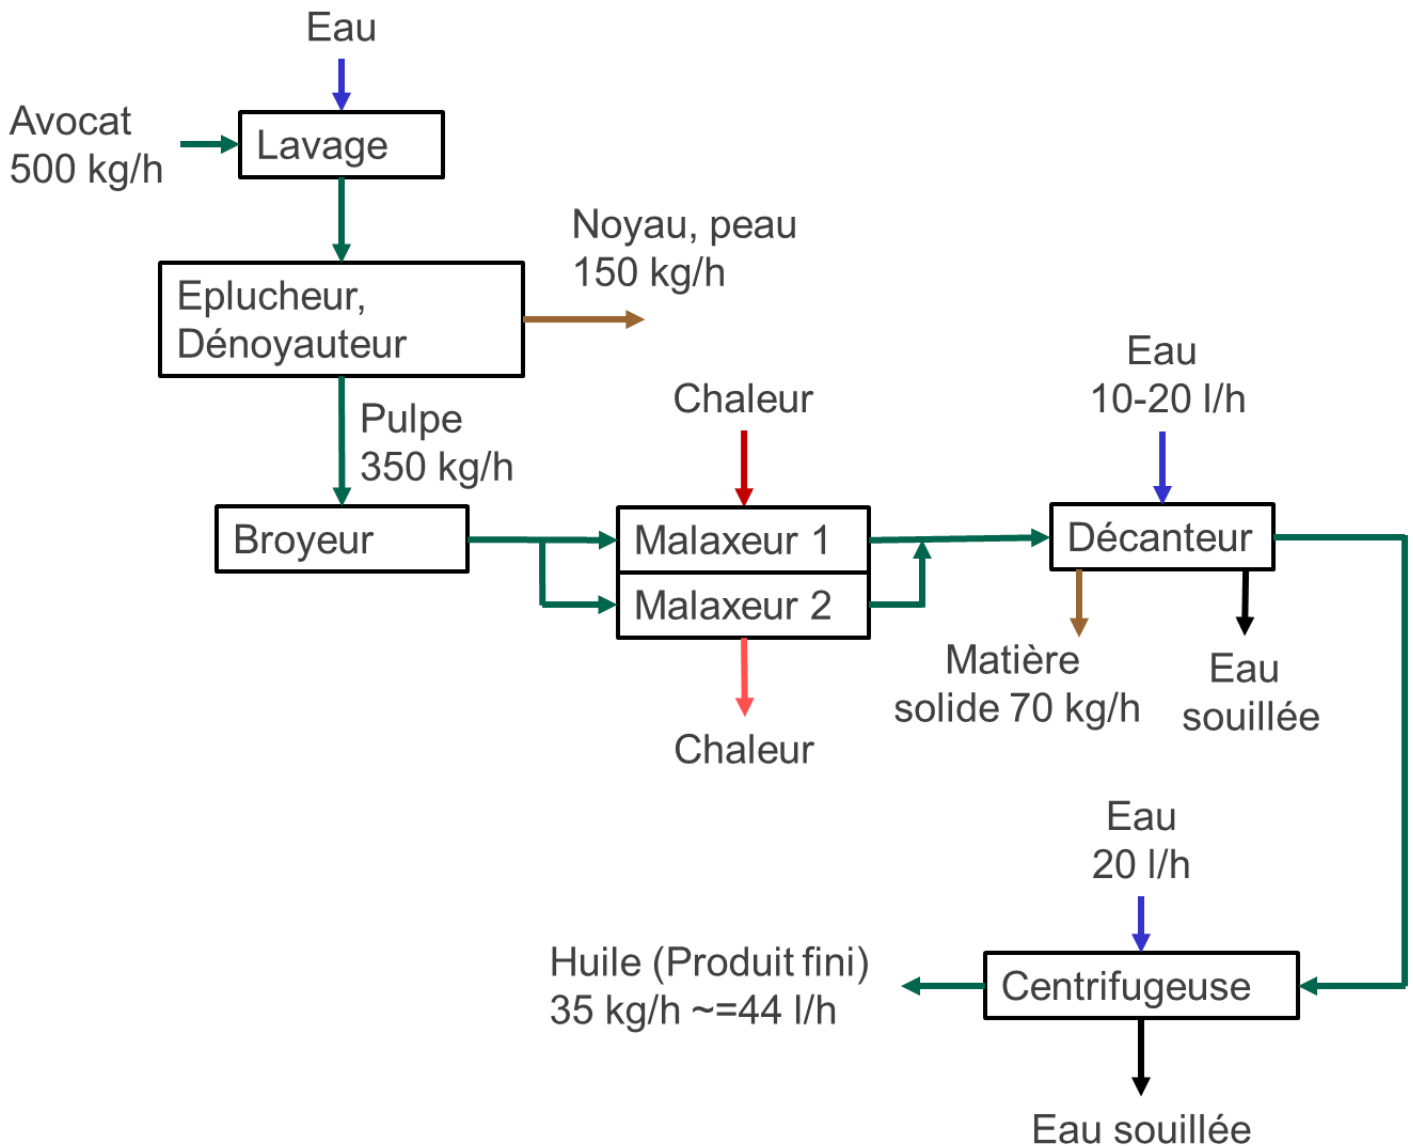 Eau
Avocat
500 kg/h
Lavage
Noyau, peau
150 kg/h
Eplucheur,
Dénoyauteur
Pulpe
350 kg/h
Chaleur
Eau
10-20 l/h
Broyeur
Malaxeur 1
Malaxeur 2
Décanteur
Chaleur
Matière
solide 70 kg/h
Eau
souillée
Eau
20 l/h
Huile (Produit fini)
35 kg/h ~=44 l/h
Centrifugeuse
Eau souillée